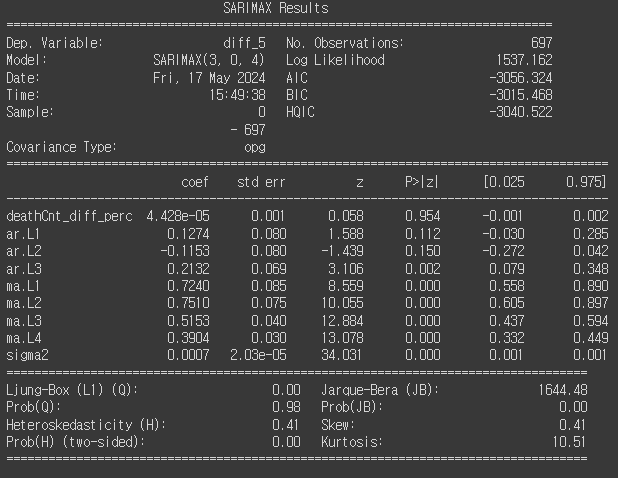 SARIMAX Results
==============================================================================
Dep. Variable: diff_5 No. Observations: 697
Model: SARIMAX(3, 0, 4) Log Likelihood 1537.162
Date: Fri, 17 May 2024 AIC -3056.324
Time: 15:49:38 BIC -3015.468
Sample: 0 HQIC -3040.522
- 697
Covariance Type: opg
======================================================================================
coef std err z P>|z| [0.025 0.975]
--------------------------------------------------------------------------------------
deathCnt_diff_perc 4.428e-05 0.001 0.058 0.954 -0.001 0.002
ar.L1 0.1274 0.080 1.588 0.112 -0.030 0.285
ar.L2 -0.1153 0.080 -1.439 0.150 -0.272 0.042
ar.L3 0.2132 0.069 3.106 0.002 0.079 0.348
ma.L1 0.7240 0.085 8.559 0.000 0.558 0.890
ma.L2 0.7510 0.075 10.055 0.000 0.605 0.897
ma.L3 0.5153 0.040 12.884 0.000 0.437 0.594
ma.L4 0.3904 0.030 13.078 0.000 0.332 0.449
sigma2 0.0007 2.03e-05 34.031 0.000 0.001 0.001
===================================================================================
Ljung-Box (L1) (Q): 0.00 Jarque-Bera (JB): 1644.48
Prob(Q): 0.98 Prob(JB): 0.00
Heteroskedasticity (H): 0.41 Skew: 0.41
Prob(H) (two-sided): 0.00 Kurtosis: 10.51
===================================================================================